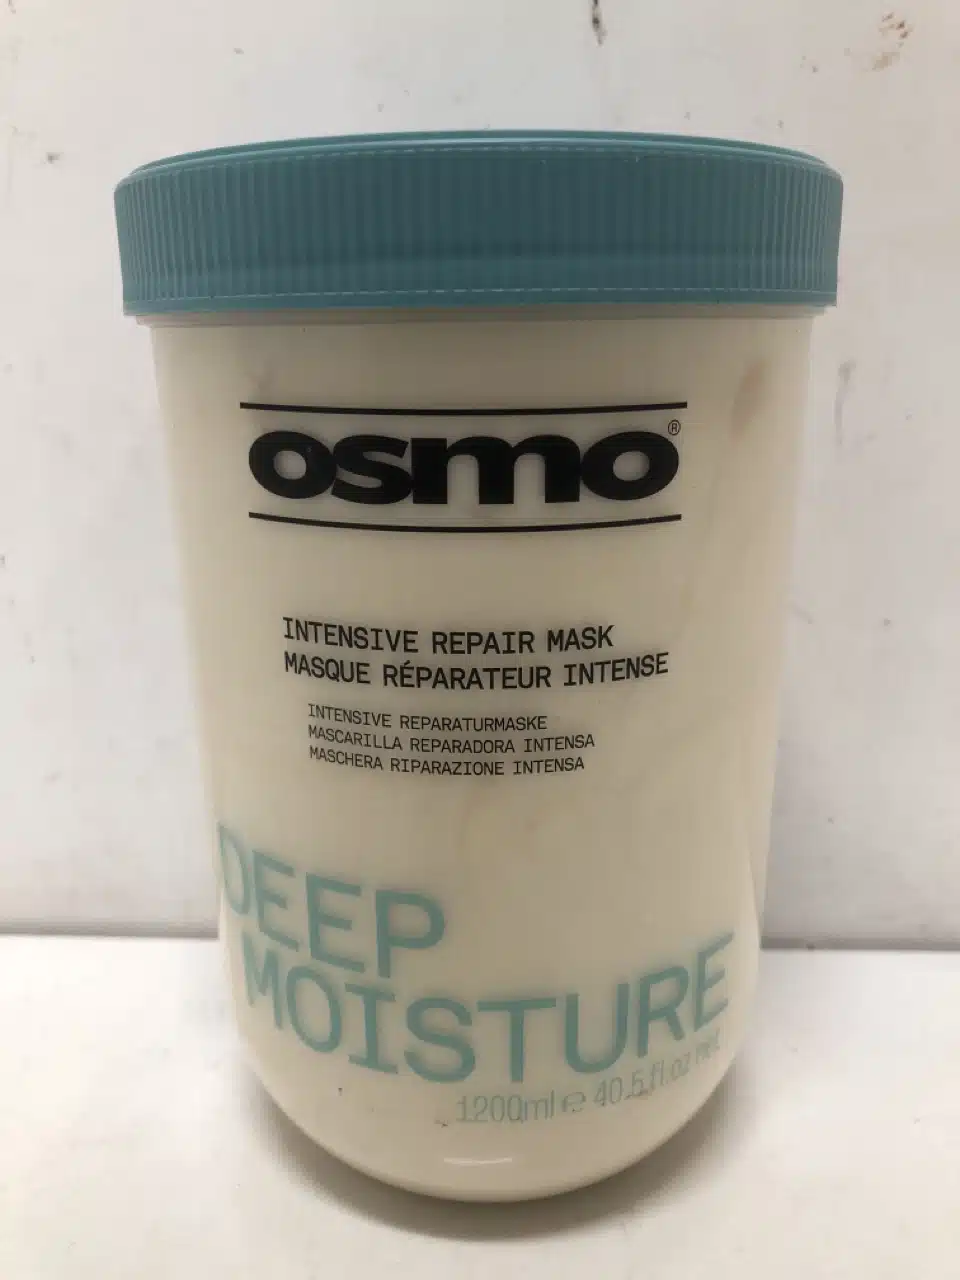 osmo®
INTENSIVE REPAIR MASK
MASQUE RÉPARATEUR INTENSE
INTENSIVE REPARATURMASKE
MASCARILLA REPARADORA INTENSA
MASCHERA RIPARAZIONE INTENSA
DEEP
MOISTURE
1200ml ℮ 40.5 fl.oz net